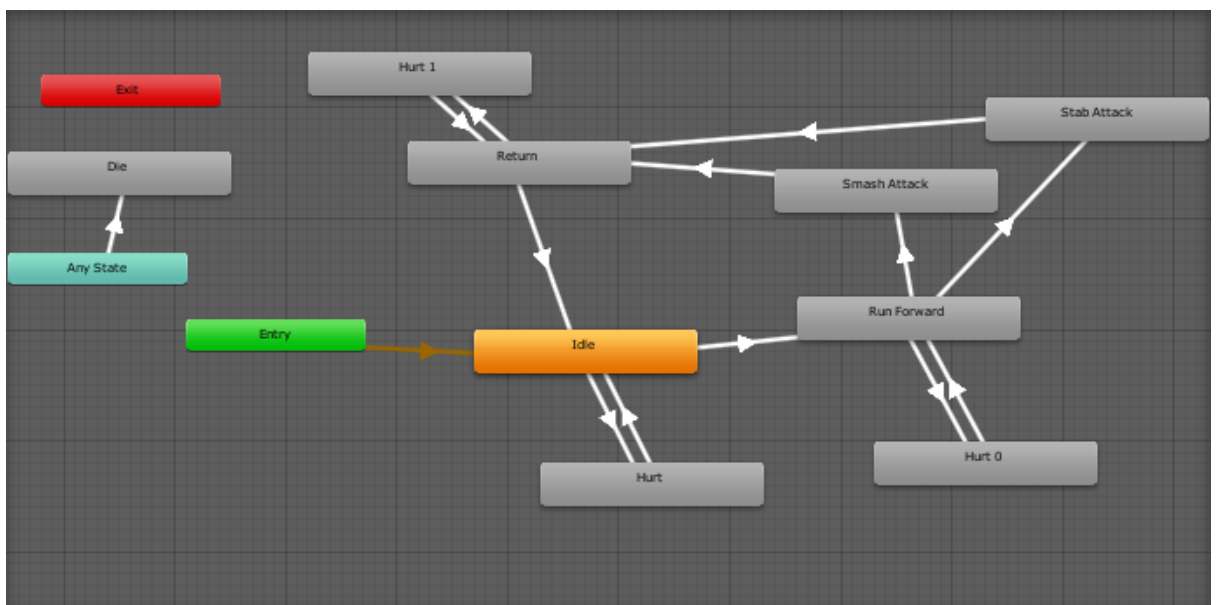 Hurt 1
Exit
Stab Attack
Die
Return
Smash Attack
Any State
Run Forward
Entry
Idle
Hurt 0
Hurt